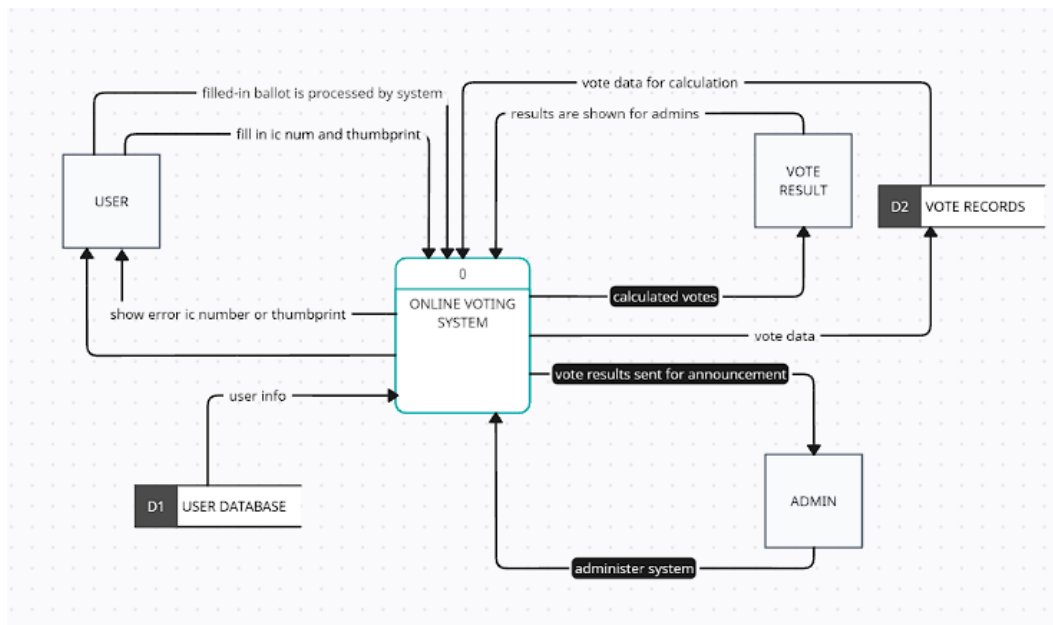 vote data for calculation
filled-in ballot is processed by system
results are shown for admins
fill in ic num and thumbprint
USER
VOTE
RESULT
D2
VOTE RECORDS
0
ONLINE VOTING
SYSTEM
calculated votes
show error ic number or thumbprint
vote data
vote results sent for announcement
user info
D1
USER DATABASE
ADMIN
administer system